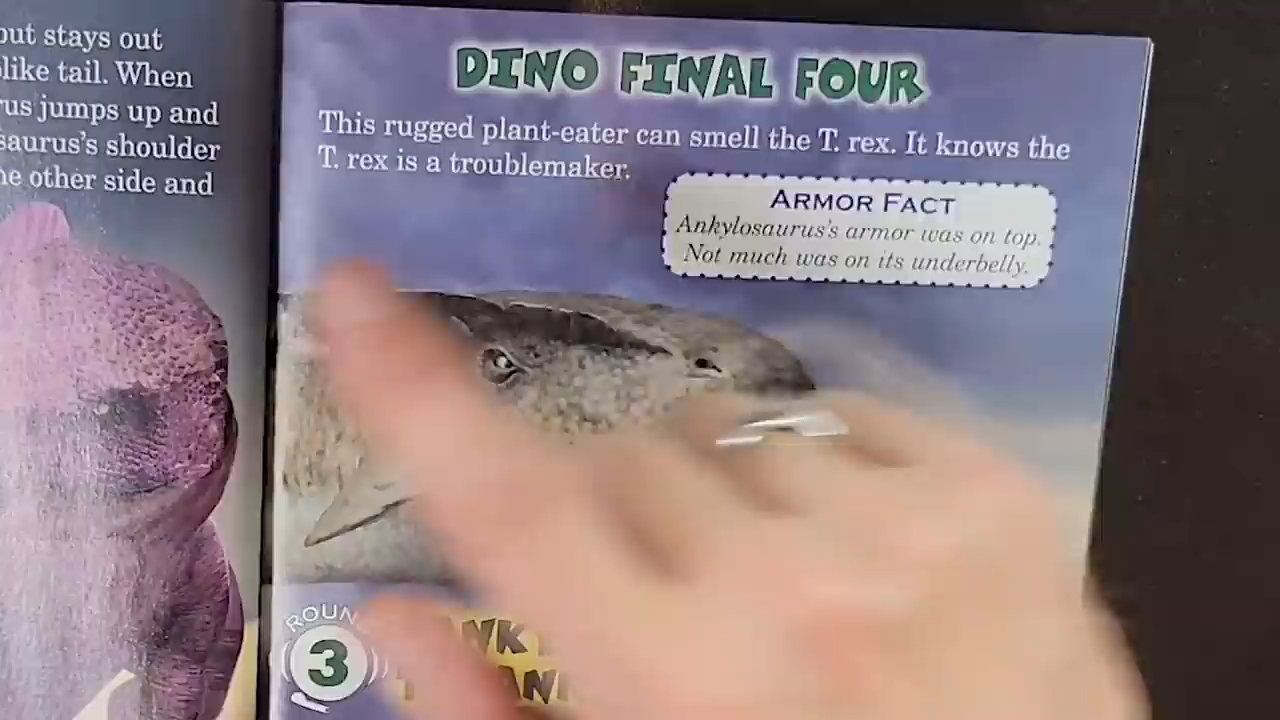 out stays out
like tail. When
rus jumps up and
saurus's shoulder
he other side and
DINO FINAL FOUR
This rugged plant-eater can smell the T. rex. It knows the
T. rex is a troublemaker.
ARMOR FACT
Ankylosaurus's armor was on top.
Not much was on its underbelly.
ROUN
3